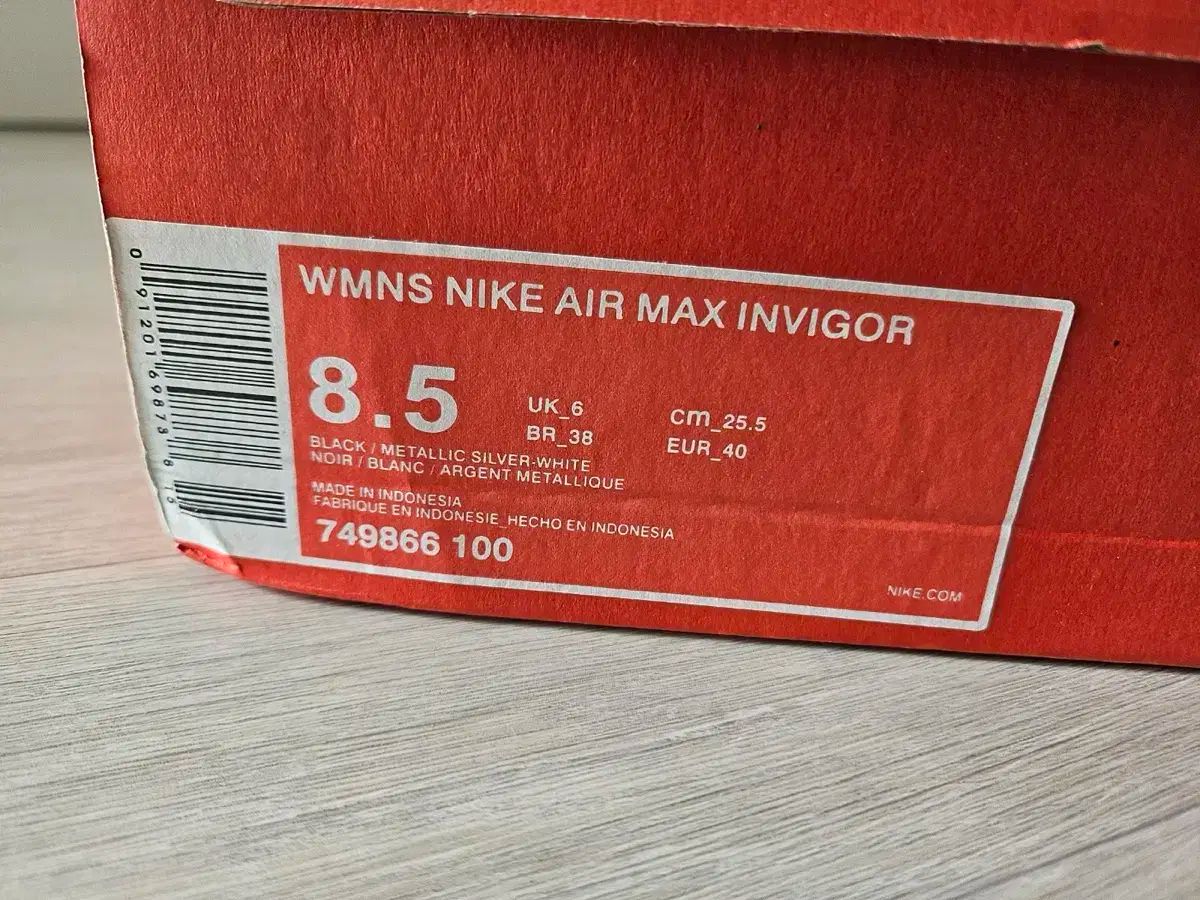 WMNS NIKE AIR MAX INVIGOR
8.5
UK_6
cm_25.5
BR_38
EUR_40
BLACK / METALLIC SILVER-WHITE
NOIR / BLANC / ARGENT METALLIQUE
MADE IN INDONESIA
FABRIQUE EN INDONESIE_HECHO EN INDONESIA
749866 100
NIKE.COM